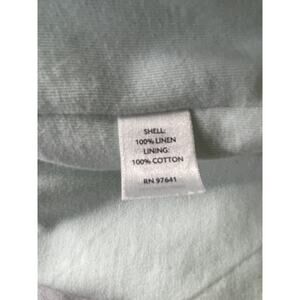 SHELL:
100% LINEN
LINING:
100% COTTON
RN 97641